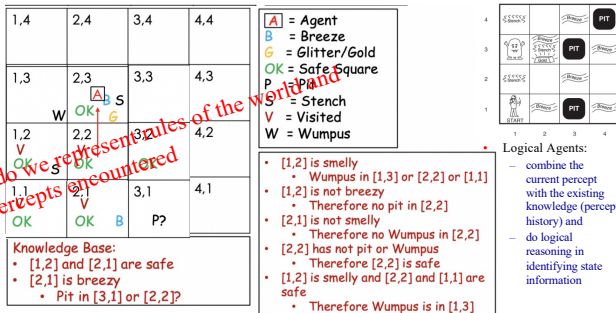 1,4 2,4 3,4 4,4
1,3 2,3 3,3 4,3
A
B S
W OK G
1,2 2,2 3,2 4,2
V V
OK S OK OK
1,1 2,1 3,1 4,1
V V
OK OK B P?
do we represent rules of the world and
percepts encountered
Knowledge Base:
• [1,2] and [2,1] are safe
• [2,1] is breezy
• Pit in [3,1] or [2,2]?
A = Agent
B = Breeze
G = Glitter/Gold
OK = Safe Square
P = Pit
S = Stench
V = Visited
W = Wumpus
• [1,2] is smelly
• Wumpus in [1,3] or [2,2] or [1,1]
• [1,2] is not breezy
• Therefore no pit in [2,2]
• [2,1] is not smelly
• Therefore no Wumpus in [2,2]
• [2,2] has not pit or Wumpus
• Therefore [2,2] is safe
• [1,2] is smelly and [2,2] and [1,1] are
safe
• Therefore Wumpus is in [1,3]
4 Stench Breeze PIT
3 Breeze Stench Gold PIT Breeze
2 Stench Breeze
1 START Breeze PIT Breeze
1 2 3 4
• Logical Agents:
– combine the
current percept
with the existing
knowledge (percep
history) and
– do logical
reasoning in
identifying state
information